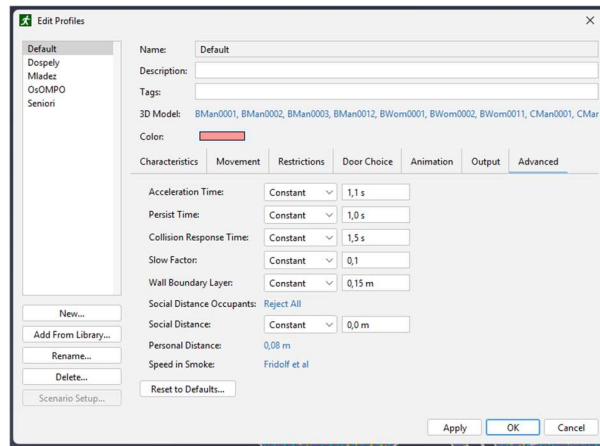 Edit Profiles
Default
Dospely
Mladez
OsOMPO
Seniori
New...
Add From Library...
Rename...
Delete...
Scenario Setup...
Name: Default
Description:
Tags:
3D Model: BMan0001, BMan0002, BMan0003, BMan0012, BWom0001, BWom0002, BWom0011, CMan0001, CMar
Color:
Characteristics Movement Restrictions Door Choice Animation Output Advanced
Acceleration Time: Constant 1,1 s
Persist Time: Constant 1,0 s
Collision Response Time: Constant 1,5 s
Slow Factor: Constant 0,1
Wall Boundary Layer: Constant 0,15 m
Social Distance Occupants: Reject All
Social Distance: Constant 0,0 m
Personal Distance: 0,08 m
Speed in Smoke: Fridolf et al
Reset to Defaults...
Apply OK Cancel